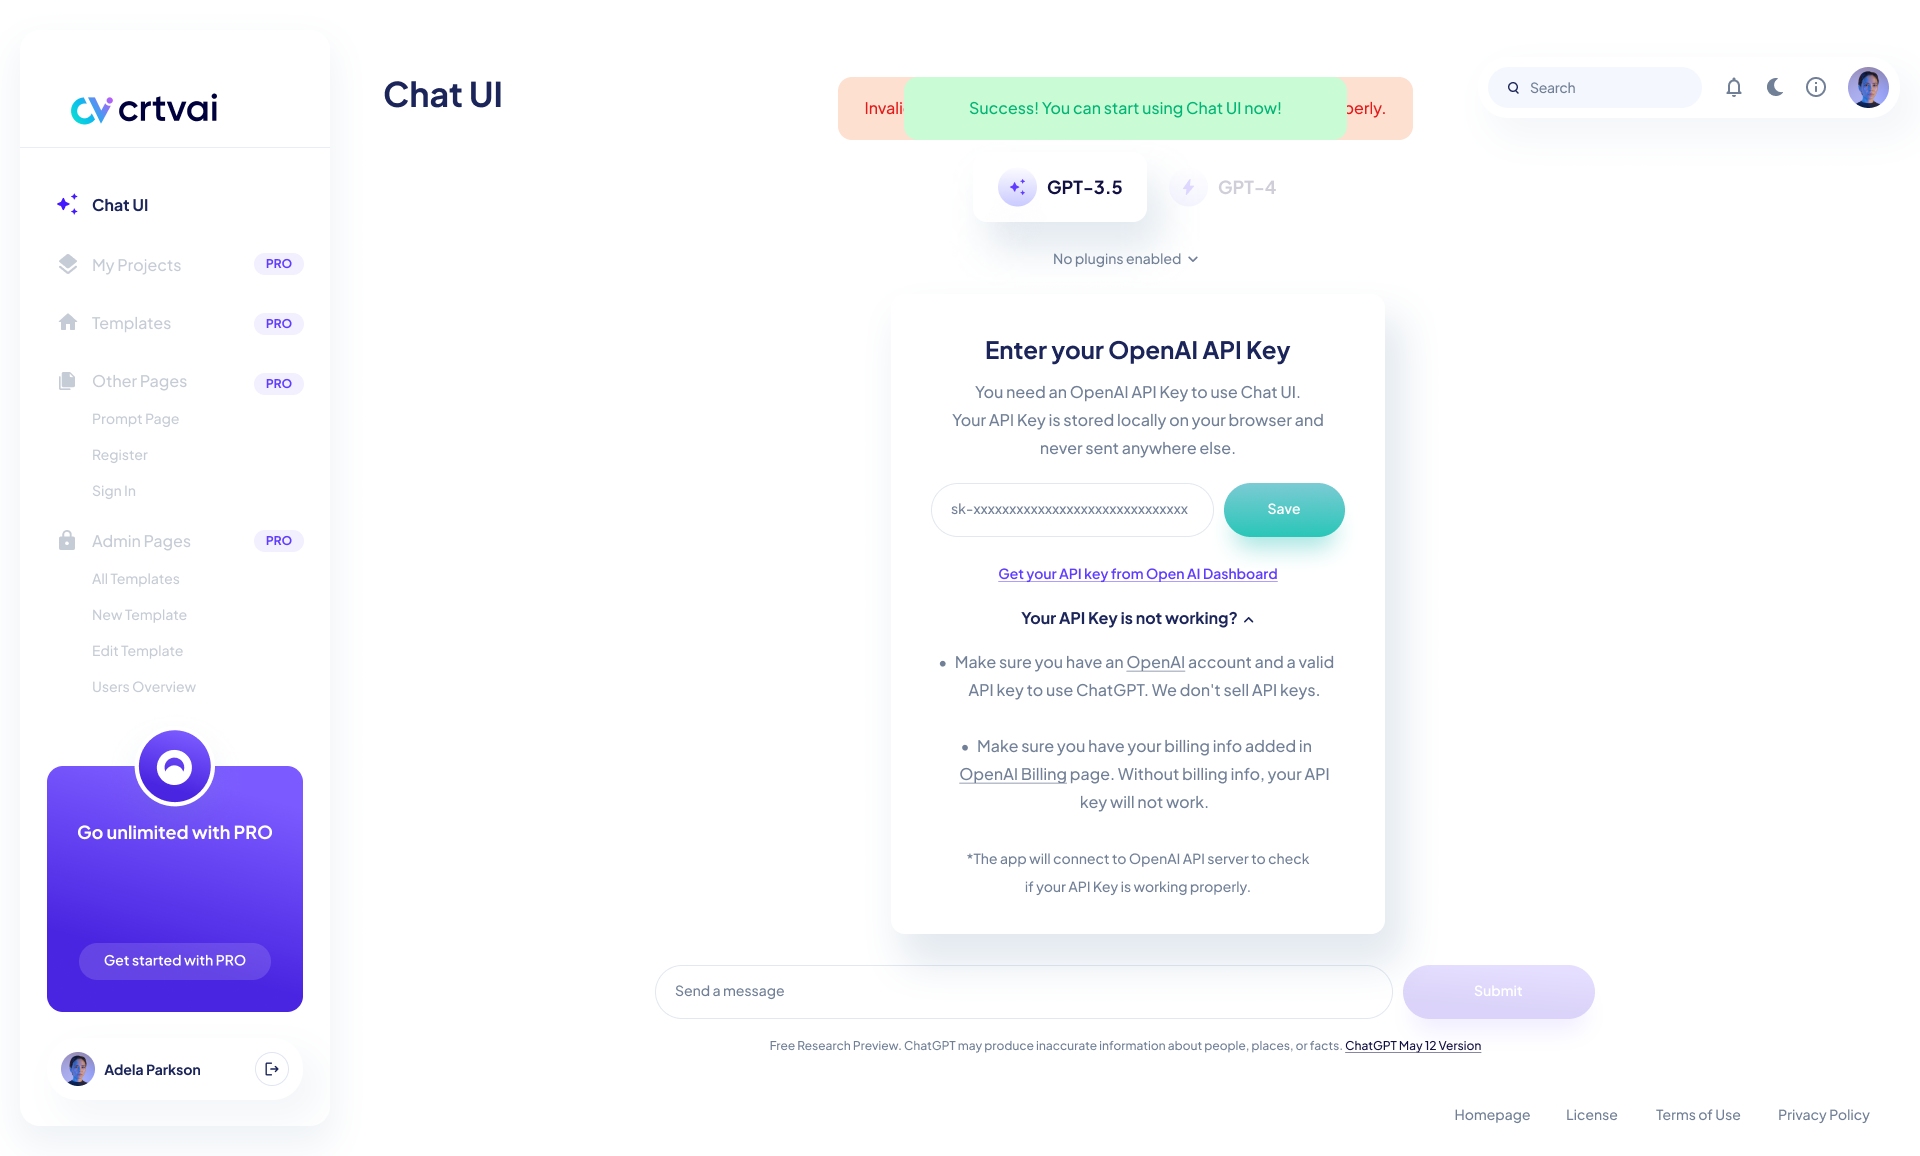 crtvai
Chat UI
My Projects
PRO
Templates
PRO
Other Pages
PRO
Prompt Page
Register
Sign In
Admin Pages
PRO
All Templates
New Template
Edit Template
Users Overview
Go unlimited with PRO
Get started with PRO
Adela Parkson
Chat UI
Success! You can start using Chat UI now!
Search
GPT-3.5
GPT-4
No plugins enabled
Enter your OpenAI API Key
You need an OpenAI API Key to use Chat UI.
Your API Key is stored locally on your browser and
never sent anywhere else.
sk-xxxxxxxxxxxxxxxxxxxxxxxxxxxxxx
Save
Get your API key from Open AI Dashboard
Your API Key is not working?
• Make sure you have an OpenAI account and a valid
API key to use ChatGPT. We don't sell API keys.
• Make sure you have your billing info added in
OpenAI Billing page. Without billing info, your API
key will not work.
*The app will connect to OpenAI API server to check
if your API Key is working properly.
Send a message
Submit
Free Research Preview. ChatGPT may produce inaccurate information about people, places, or facts. ChatGPT May 12 Version
Homepage
License
Terms of Use
Privacy Policy